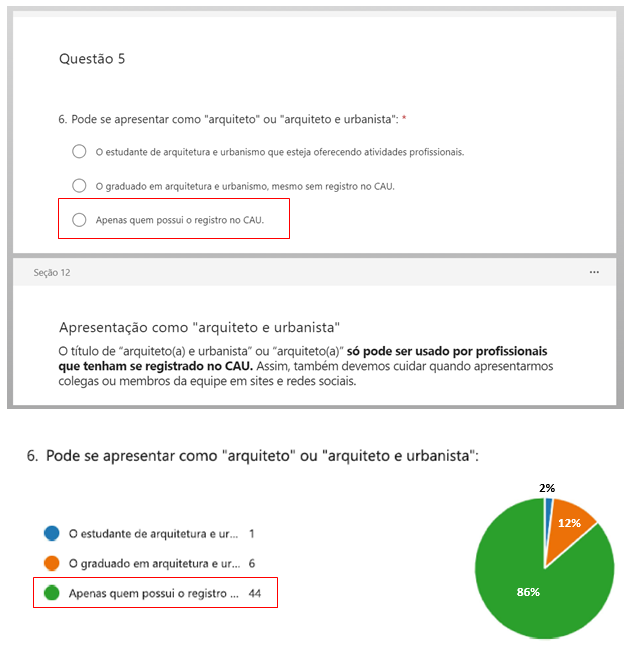 Questão 5
6. Pode se apresentar como "arquiteto" ou "arquiteto e urbanista": *
O estudante de arquitetura e urbanismo que esteja oferecendo atividades profissionais.
O graduado em arquitetura e urbanismo, mesmo sem registro no CAU.
Apenas quem possui o registro no CAU.
Seção 12
...
Apresentação como "arquiteto e urbanista"
O título de “arquiteto(a) e urbanista” ou “arquiteto(a)” só pode ser usado por profissionais
que tenham se registrado no CAU. Assim, também devemos cuidar quando apresentarmos
colegas ou membros da equipe em sites e redes sociais.
6. Pode se apresentar como "arquiteto" ou "arquiteto e urbanista":
O estudante de arquitetura e ur... 1
O graduado em arquitetura e ur... 6
Apenas quem possui o registro ... 44
2%
12%
86%